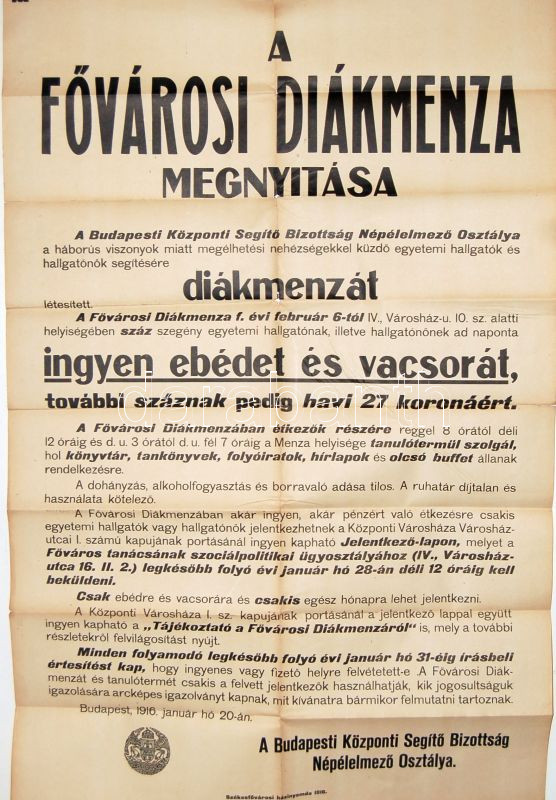 A
FŐVÁROSI DIÁKMENZA
MEGNYITÁSA
A Budapesti Központi Segítő Bizottság Népélelmező Osztálya
a háborús viszonyok miatt megélhetési nehézségekkel küzdő egyetemi hallgatók és
hallgatónők segítésére
diákmenzát
létesített.
A Fővárosi Diákmenza f. évi február 6-tól IV., Városház-u. 10. sz. alatti
helyiségében száz szegény egyetemi hallgatónak, illetve hallgatónőnek ad naponta
ingyen ebédet és vacsorát,
további száznak pedig havi 27 koronáért.
A Fővárosi Diákmenzában étkezők részére reggel 8 órától déli
12 óráig és d. u. 3 órától d. u. fél 7 óráig a Menza helyisége tanulótermül szolgál,
hol könyvtár, tankönyvek, folyóiratok, hírlapok és olcsó buffet állanak
rendelkezésre.
A dohányzás, alkoholfogyasztás és borravaló adása tilos. A ruhatár díjtalan és
használata kötelező.
A Fővárosi Diákmenzában akár ingyen, akár pénzért való étkezésre csakis
egyetemi hallgatók vagy hallgatónők jelentkezhetnek a Központi Városháza Városház-
utcai I. számú kapujának portásánál ingyen kapható Jelentkező-lapon, melyet a
Főváros tanácsának szociálpolitikai ügyosztályához (IV., Városház-
utca 16. II. 2.) legkésőbb folyó évi január hó 28-án déli 12 óráig kell
beküldeni.
Csak ebédre és vacsorára és csakis egész hónapra lehet jelentkezni.
A Központi Városháza I. sz. kapujának portásánál a jelentkező lappal együtt
ingyen kapható a „Tájékoztató a Fővárosi Diákmenzáról" is, mely a további
részletekről felvilágosítást nyújt.
Minden folyamodó legkésőbb folyó évi január hó 31-éig írásbeli
értesítést kap, hogy ingyenes vagy fizető helyre felvétetett-e. A Fővárosi Diák-
menzát és tanulótermét csakis a felvett jelentkezők használhatják, kik jogosultságuk
igazolására arcképes igazolványt kapnak, mit kívánatra bármikor felmutatni tartoznak.
Budapest, 1916. január hó 20-án.
A Budapesti Központi Segítő Bizottság
Népélelmező Osztálya.
Székesfővárosi házinyomda 1916.
darabanth